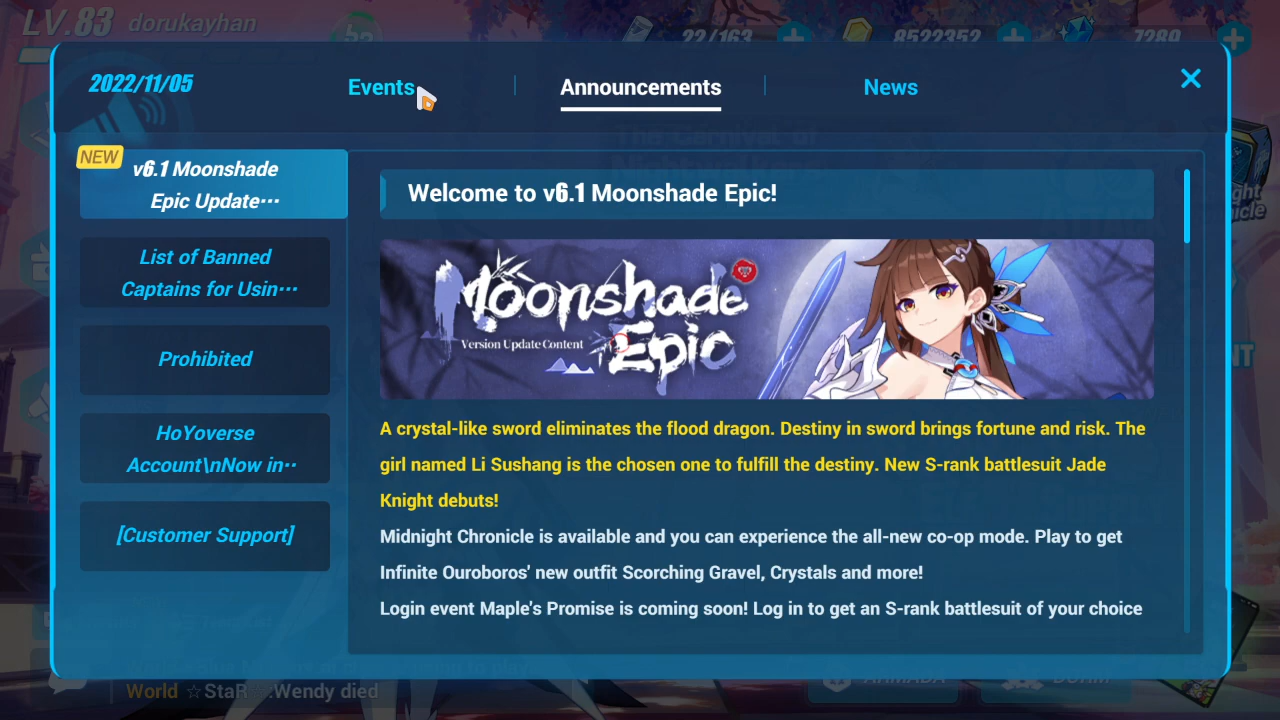 LV.83 dorukayhan
22/163
8522352
7289
2022/11/05
Events
Announcements
News
NEW
v6.1 Moonshade
Epic Update···
List of Banned
Captains for Usin···
Prohibited
HoYoverse
Account\nNow in··
[Customer Support]
Welcome to v6.1 Moonshade Epic!
Moonshade
Epic
Version Update Content
A crystal-like sword eliminates the flood dragon. Destiny in sword brings fortune and risk. The
girl named Li Sushang is the chosen one to fulfill the destiny. New S-rank battlesuit Jade
Knight debuts!
Midnight Chronicle is available and you can experience the all-new co-op mode. Play to get
Infinite Ouroboros' new outfit Scorching Gravel, Crystals and more!
Login event Maple's Promise is coming soon! Log in to get an S-rank battlesuit of your choice
World ☆StaR☆:Wendy died
ARMADA
DORM